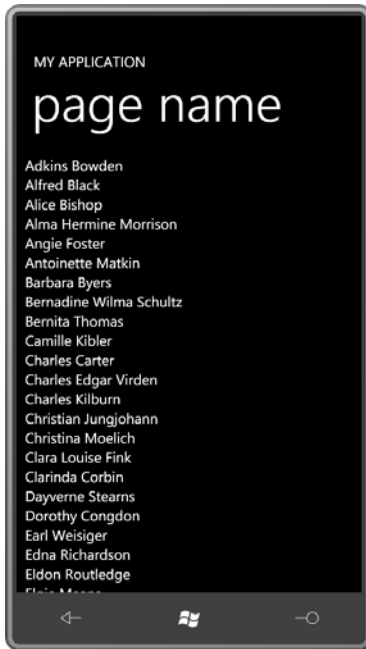 MY APPLICATION
page name
Adkins Bowden
Alfred Black
Alice Bishop
Alma Hermine Morrison
Angie Foster
Antoinette Matkin
Barbara Byers
Bernadine Wilma Schultz
Bernita Thomas
Camille Kibler
Charles Carter
Charles Edgar Virden
Charles Kilburn
Christian Jungjohann
Christina Moelich
Clara Louise Fink
Clarinda Corbin
Dayverne Stearns
Dorothy Congdon
Earl Weisiger
Edna Richardson
Eldon Routledge